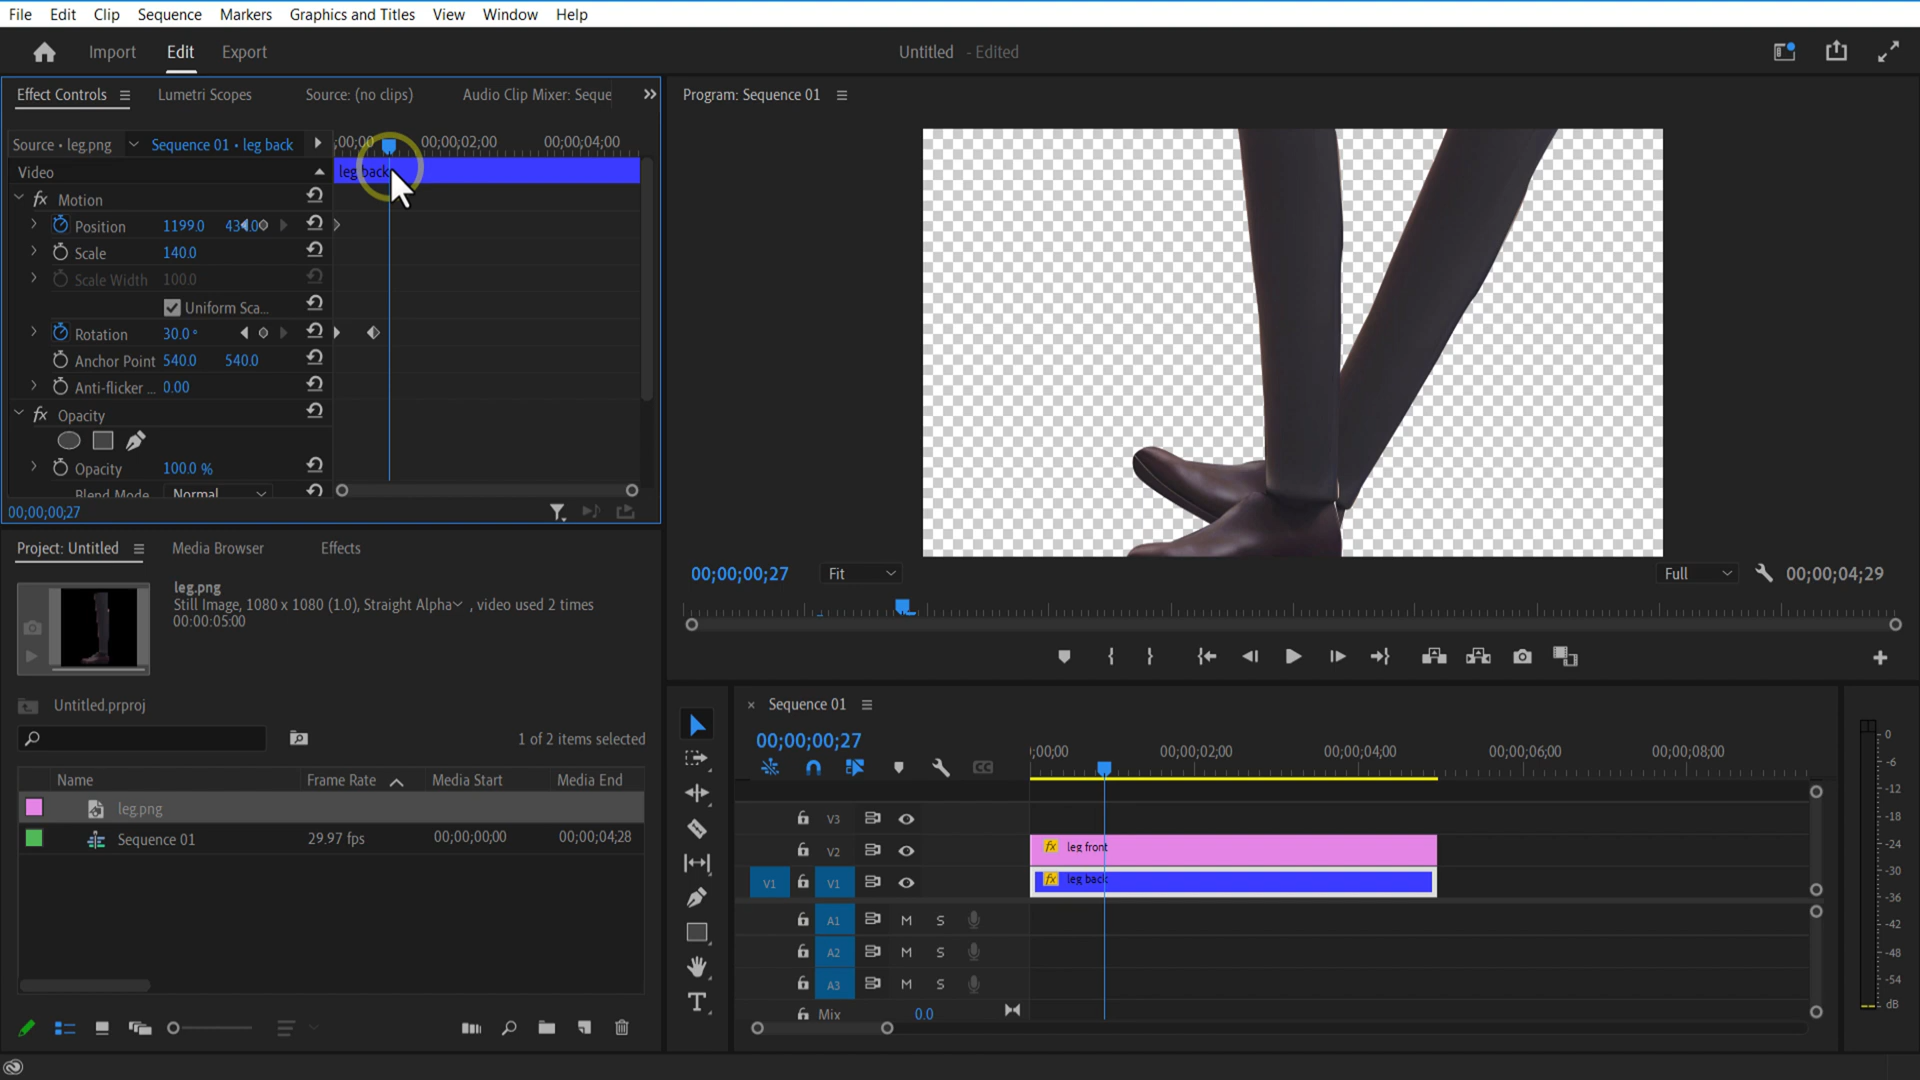 File Edit Clip Sequence Markers Graphics and Titles View Window Help
Import Edit Export Untitled - Edited
Effect Controls Lumetri Scopes Source: (no clips) Audio Clip Mixer: Seque
Program: Sequence 01
Source • leg.png Sequence 01 • leg back ;00;00 00;00;02;00 00;00;04;00
Video leg back
fx Motion
Position 1199.0
Scale 140.0
Scale Width 100.0
Uniform Sca...
Rotation 30.0 °
Anchor Point 540.0 540.0
Anti-flicker ... 0.00
fx Opacity
Opacity 100.0 %
Blend Mode Normal
00;00;00;27
00;00;00;27 Fit Full 00;00;04;29
Project: Untitled Media Browser Effects
leg.png
Still Image, 1080 x 1080 (1.0), Straight Alpha , video used 2 times
00:00:05:00
Untitled.prproj
1 of 2 items selected
Name Frame Rate Media Start Media End
leg.png
Sequence 01 29.97 fps 00;00;00;00 00;00;04;28
× Sequence 01
00;00;00;27
;00;00 00;00;02;00 00;00;04;00 00;00;06;00 00;00;08;00
V3
V2 fx leg front
V1 V1 fx leg back
A1 M S
A2 M S
A3 M S
Mix 0.0
T
CC
0
-6
-12
-18
-24
-30
-36
-42
-48
-54
dB